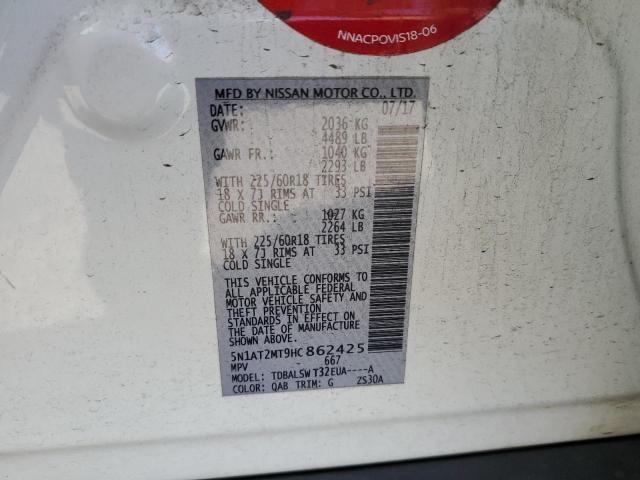 NNACPOVIS18-06
MFD BY NISSAN MOTOR CO., LTD.
DATE: 07/17
GVWR: 2036 KG
4489 LB
GAWR FR.: 1040 KG
2293 LB
WITH 225/60R18 TIRES
18 X 7J RIMS AT 33 PSI
COLD SINGLE
GAWR RR.: 1027 KG
2264 LB
WITH 225/60R18 TIRES
18 X 7J RIMS AT 33 PSI
COLD SINGLE
THIS VEHICLE CONFORMS TO
ALL APPLICABLE FEDERAL
MOTOR VEHICLE SAFETY AND
THEFT PREVENTION
STANDARDS IN EFFECT ON
THE DATE OF MANUFACTURE
SHOWN ABOVE.
5N1AT2MT9HC862425
MPV - 667
MODEL: TDBALSW T32EUA----A
COLOR: QAB TRIM: G ZS30A